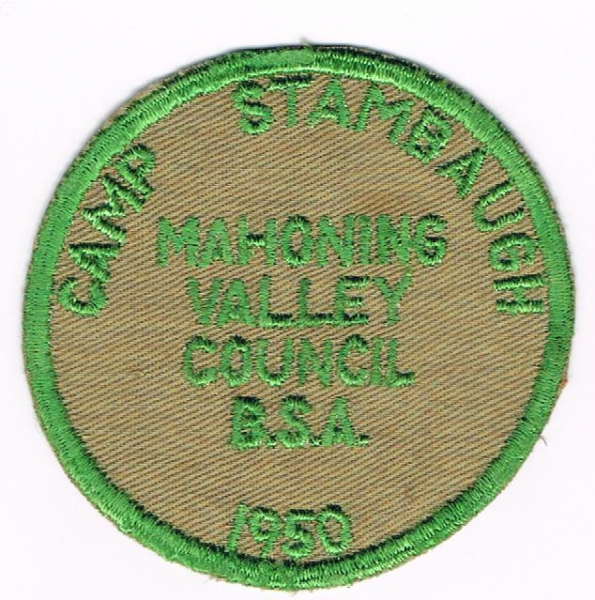 CAMP STAMBAUGH
MAHONING
VALLEY
COUNCIL
B.S.A.
1950